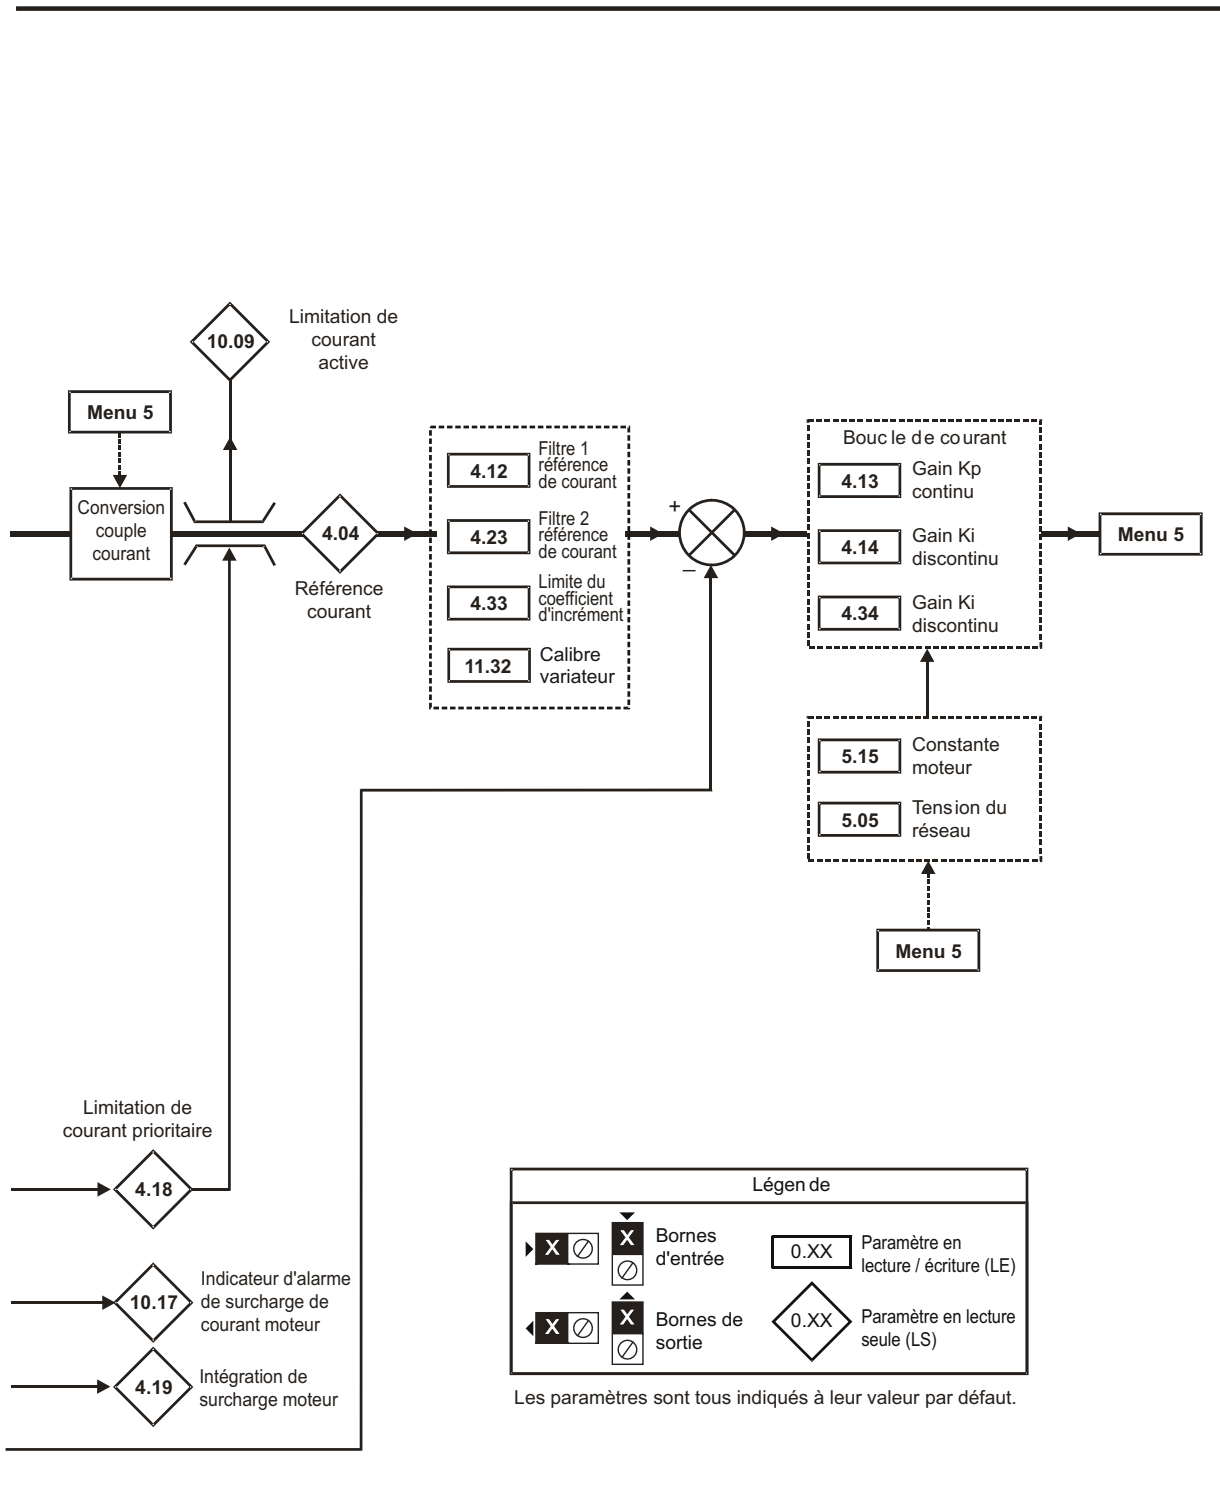 10.09
Limitation de
courant
active
Menu 5
Conversion
couple
courant
4.04
Référence
courant
4.12
Filtre 1
référence
de courant
4.23
Filtre 2
référence
de courant
4.33
Limite du
coefficient
d'incrément
11.32
Calibre
variateur
+
–
Boucle de courant
4.13
Gain Kp
continu
4.14
Gain Ki
discontinu
4.34
Gain Ki
discontinu
Menu 5
5.15
Constante
moteur
5.05
Tension du
réseau
Menu 5
Limitation de
courant prioritaire
4.18
10.17
Indicateur d'alarme
de surcharge de
courant moteur
4.19
Intégration de
surcharge moteur
Légende
X
X
Bornes
d'entrée
0.XX
Paramètre en
lecture / écriture (LE)
X
X
Bornes de
sortie
0.XX
Paramètre en lecture
seule (LS)
Les paramètres sont tous indiqués à leur valeur par défaut.